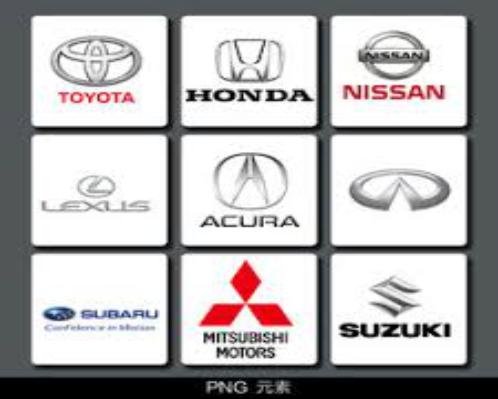 TOYOTA
HONDA
NISSAN
NISSAN
LEXUS
ACURA
SUBARU
Confidence in Motion
MITSUBISHI
MOTORS
SUZUKI
PNG 元素